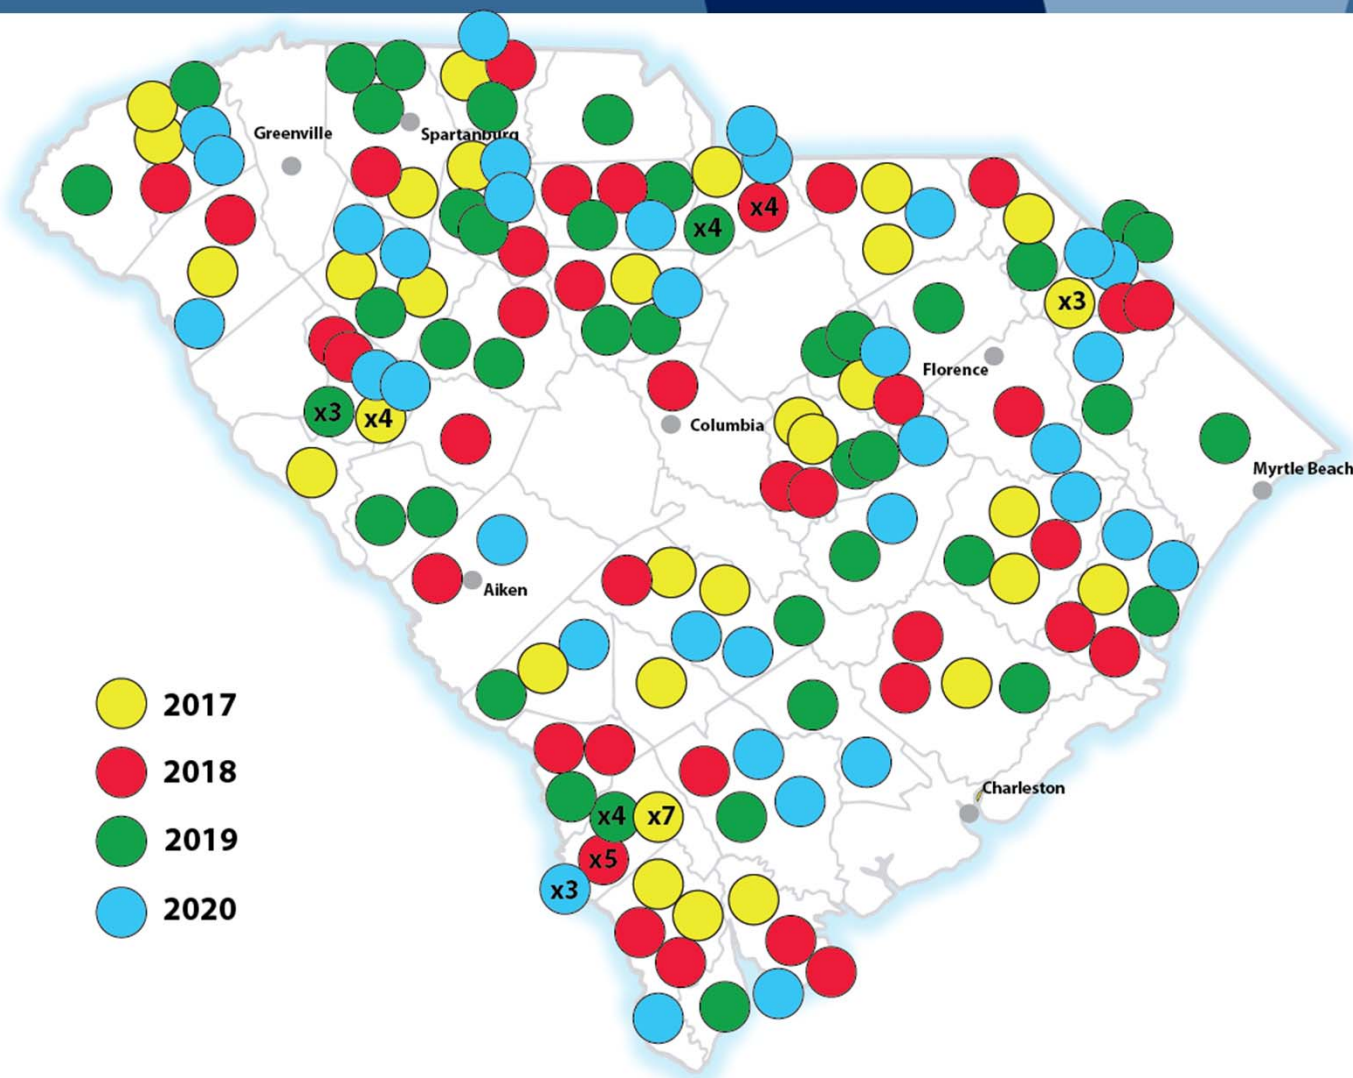 Greenville
Spartanburg
x4
x4
x3
Florence
x3
x4
Columbia
Myrtle Beach
Aiken
2017
2018
2019
2020
Charleston
x4
x7
x5
x3